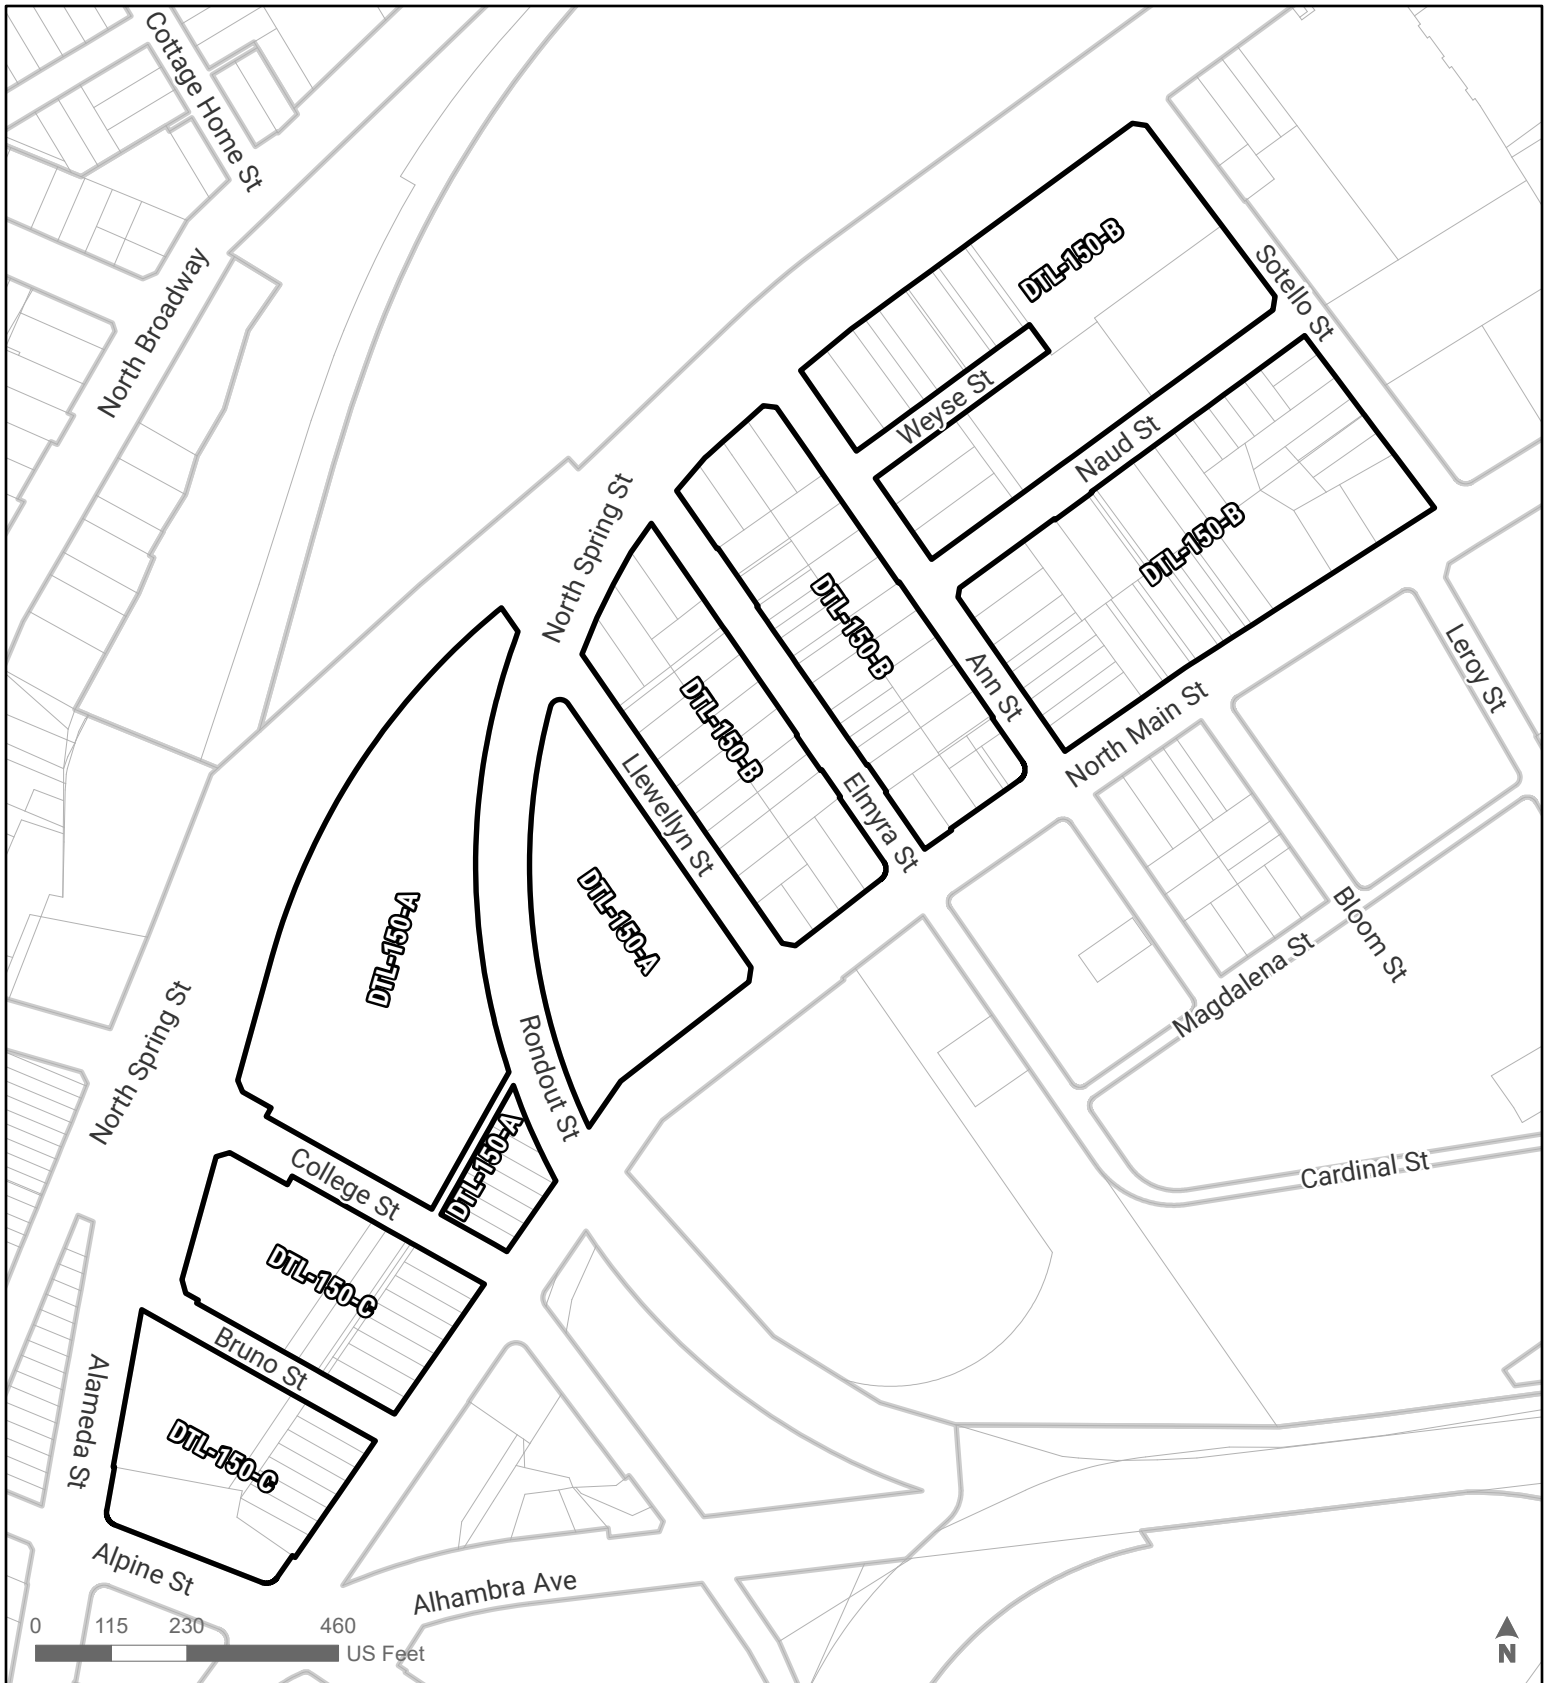 Cottage Home St
North Broadway
DTL-150-B
Sotello St
Weyse St
Naud St
North Spring St
DTL-150-B
DTL-150-B
Ann St
Leroy St
DTL-150-B
North Main St
Llewellyn St
Elmyra St
DTL-150-A
DTL-150-A
Bloom St
Magdalena St
North Spring St
Rondout St
DTL-150-A
College St
Cardinal St
DTL-150-C
Bruno St
Alameda St
DTL-150-C
Alpine St
Alhambra Ave
0 115 230 460
US Feet
N